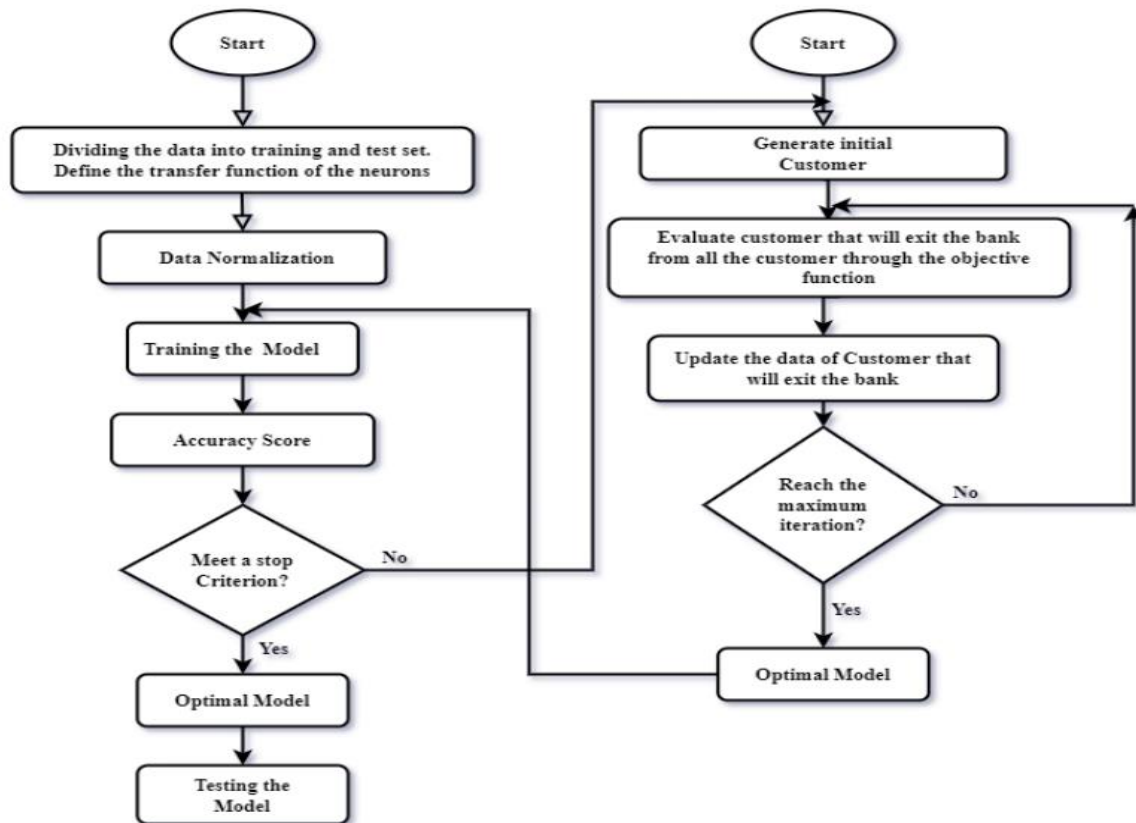 Start
Dividing the data into training and test set.
Define the transfer function of the neurons
Data Normalization
Training the Model
Accuracy Score
Meet a stop
Criterion?
No
Yes
Optimal Model
Testing the
Model
Start
Generate initial
Customer
Evaluate customer that will exit the bank
from all the customer through the objective
function
Update the data of Customer that
will exit the bank
Reach the
maximum
iteration?
No
Yes
Optimal Model